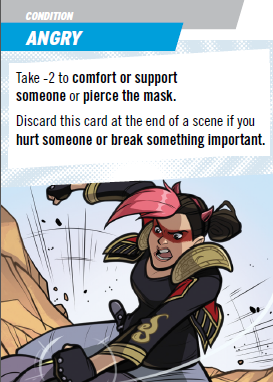 CONDITION
ANGRY
Take -2 to comfort or support
someone or pierce the mask.
Discard this card at the end of a scene if you
hurt someone or break something important.